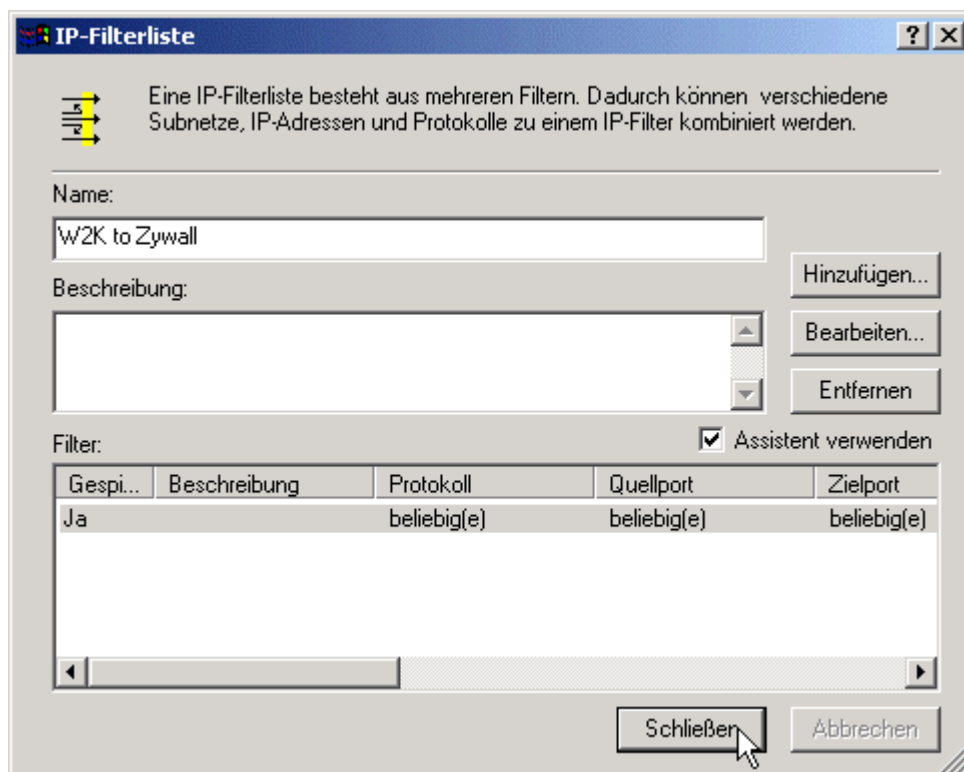 IP-Filterliste
Eine IP-Filterliste besteht aus mehreren Filtern. Dadurch können verschiedene
Subnetze, IP-Adressen und Protokolle zu einem IP-Filter kombiniert werden.
Name:
W2K to Zywall
Hinzufügen...
Beschreibung:
Bearbeiten...
Entfernen
Filter:
Assistent verwenden
Gespi... Beschreibung Protokoll Quellport Zielport
Ja beliebig(e) beliebig(e) beliebig(e)
Schließen
Abbrechen